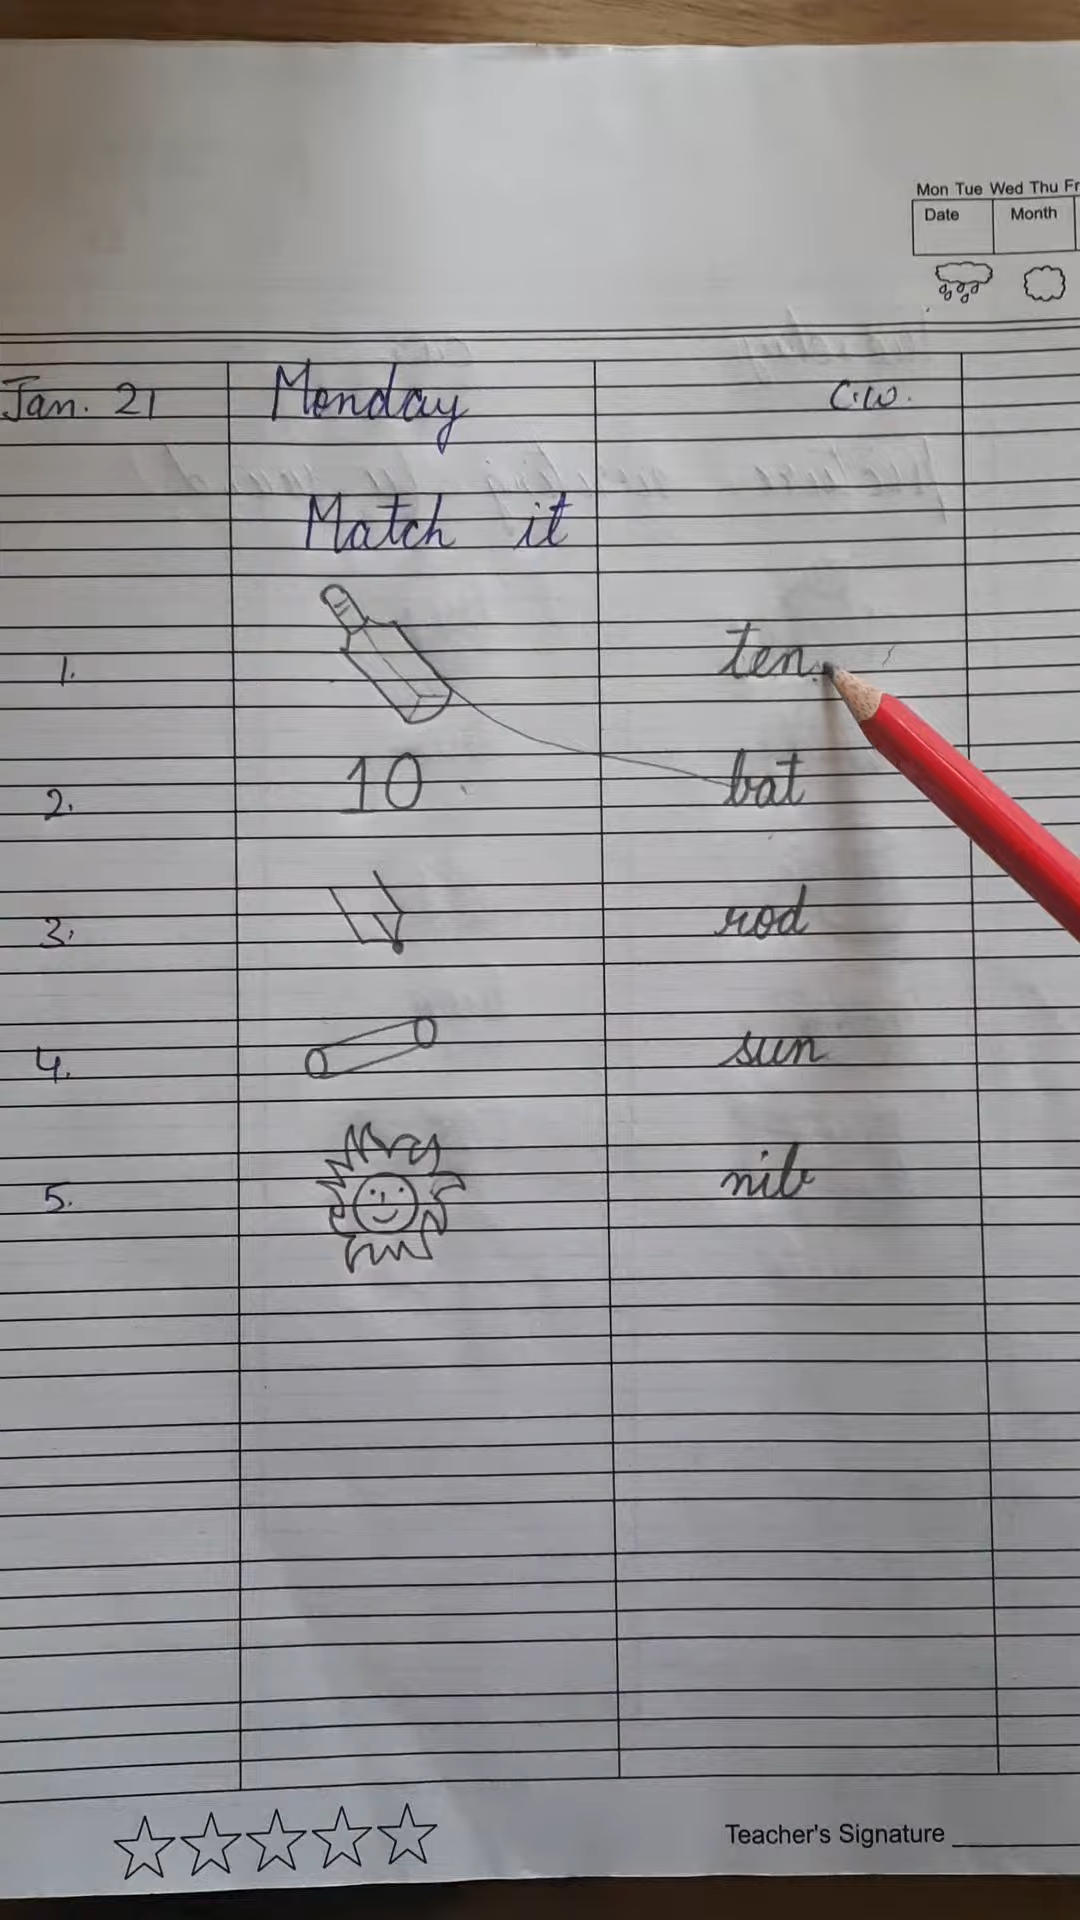 Mon Tue Wed Thu Fr
Date Month
Jan. 21 Monday C.W.
Match it
1. ten
2. 10 bat
3. rod
4. sun
5. nib
Teacher's Signature